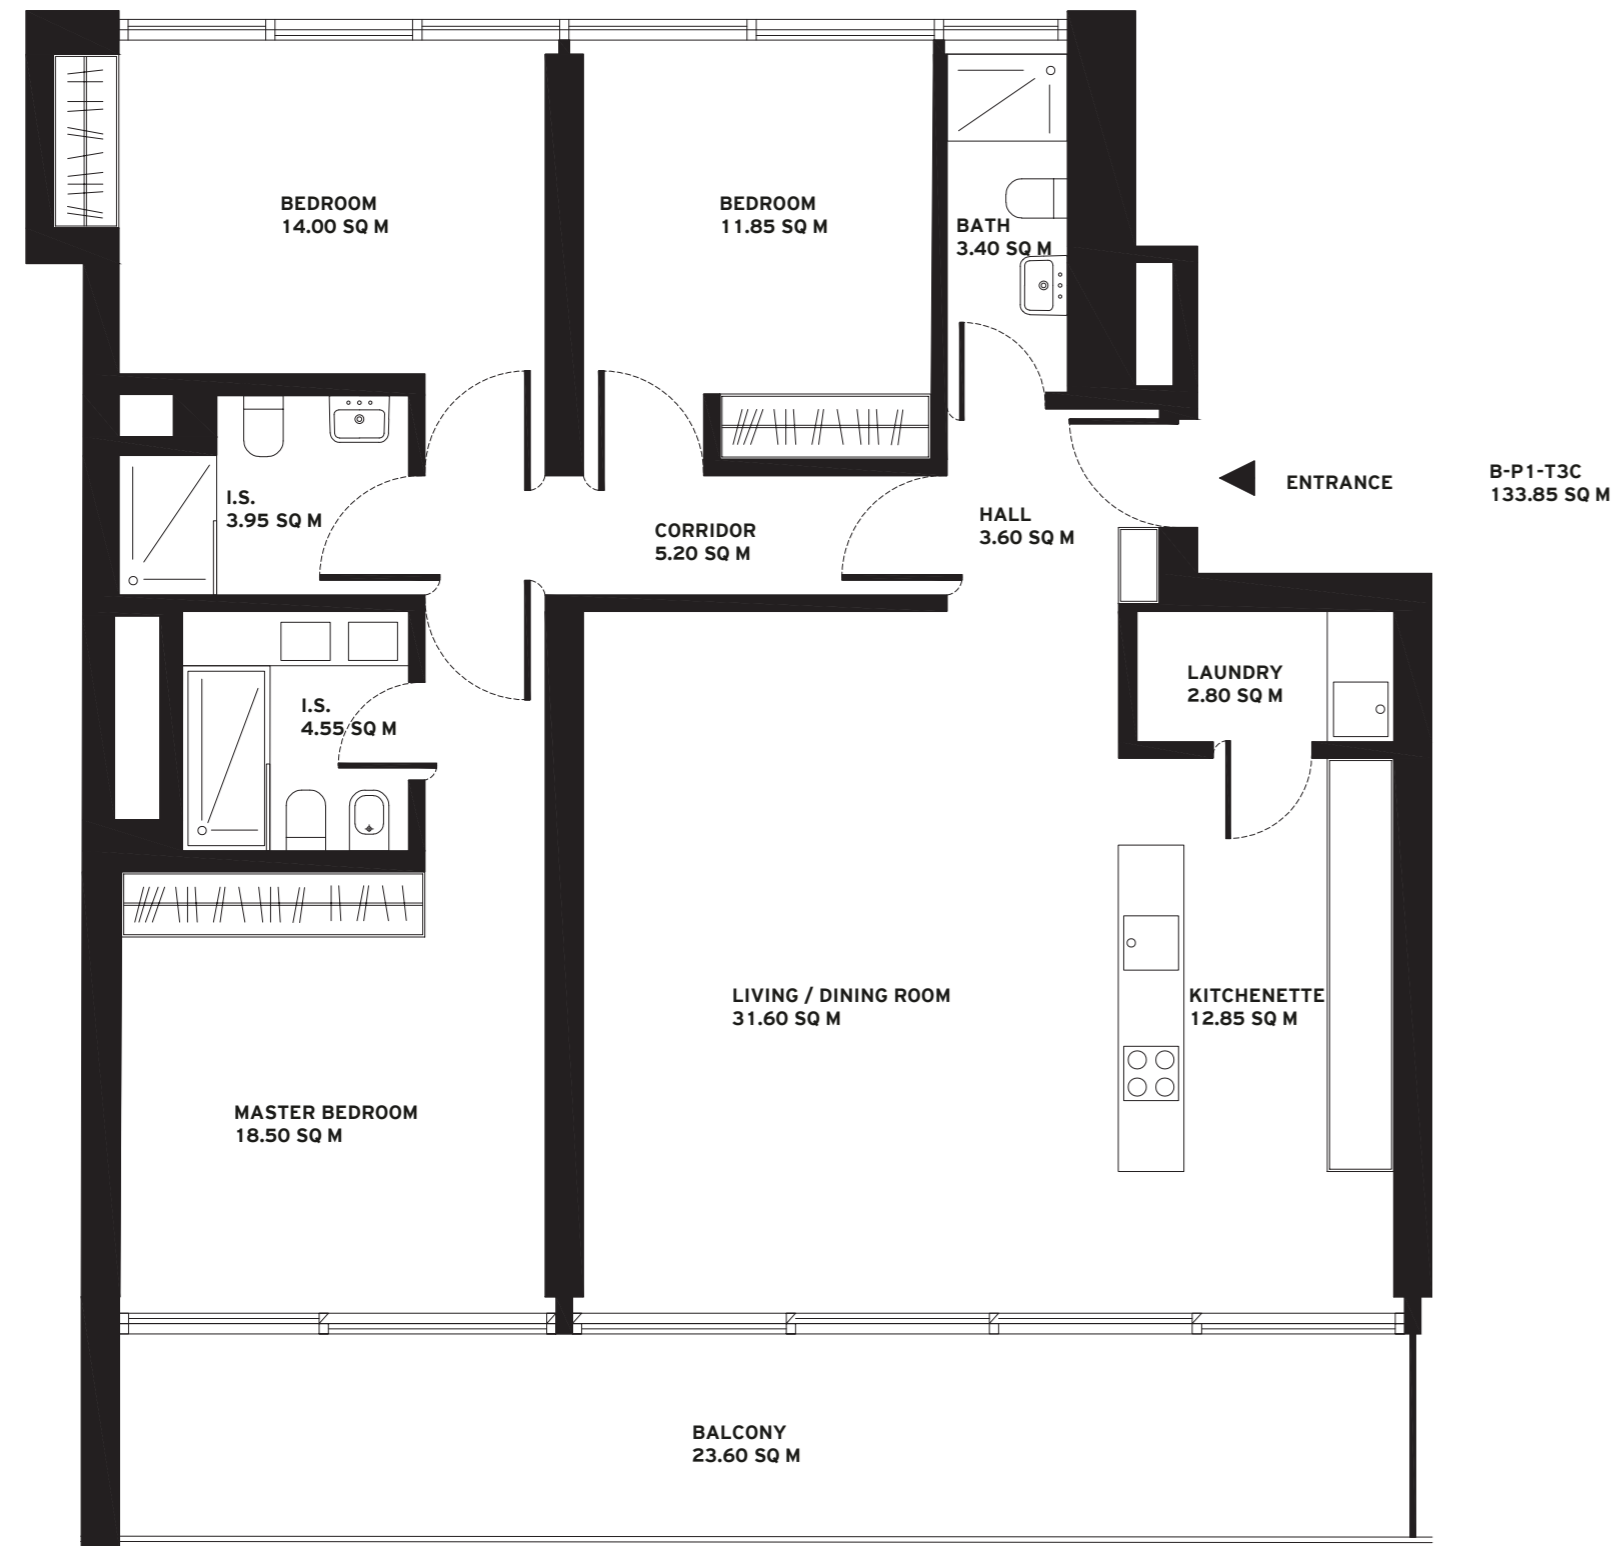 BEDROOM
14.00 SQ M
BEDROOM
11.85 SQ M
BATH
3.40 SQ M
I.S.
3.95 SQ M
CORRIDOR
5.20 SQ M
HALL
3.60 SQ M
ENTRANCE
B-P1-T3C
133.85 SQ M
I.S.
4.55 SQ M
LAUNDRY
2.80 SQ M
LIVING / DINING ROOM
31.60 SQ M
KITCHENETTE
12.85 SQ M
MASTER BEDROOM
18.50 SQ M
BALCONY
23.60 SQ M